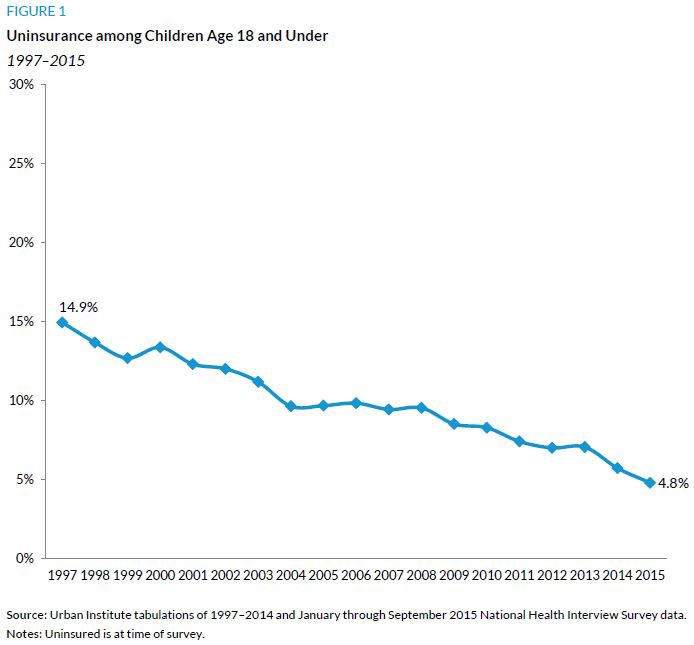 FIGURE 1
Uninsurance among Children Age 18 and Under
1997–2015
30%
25%
20%
14.9%
15%
10%
5%
4.8%
0%
1997 1998 1999 2000 2001 2002 2003 2004 2005 2006 2007 2008 2009 2010 2011 2012 2013 2014 2015
Source: Urban Institute tabulations of 1997–2014 and January through September 2015 National Health Interview Survey data.
Notes: Uninsured is at time of survey.